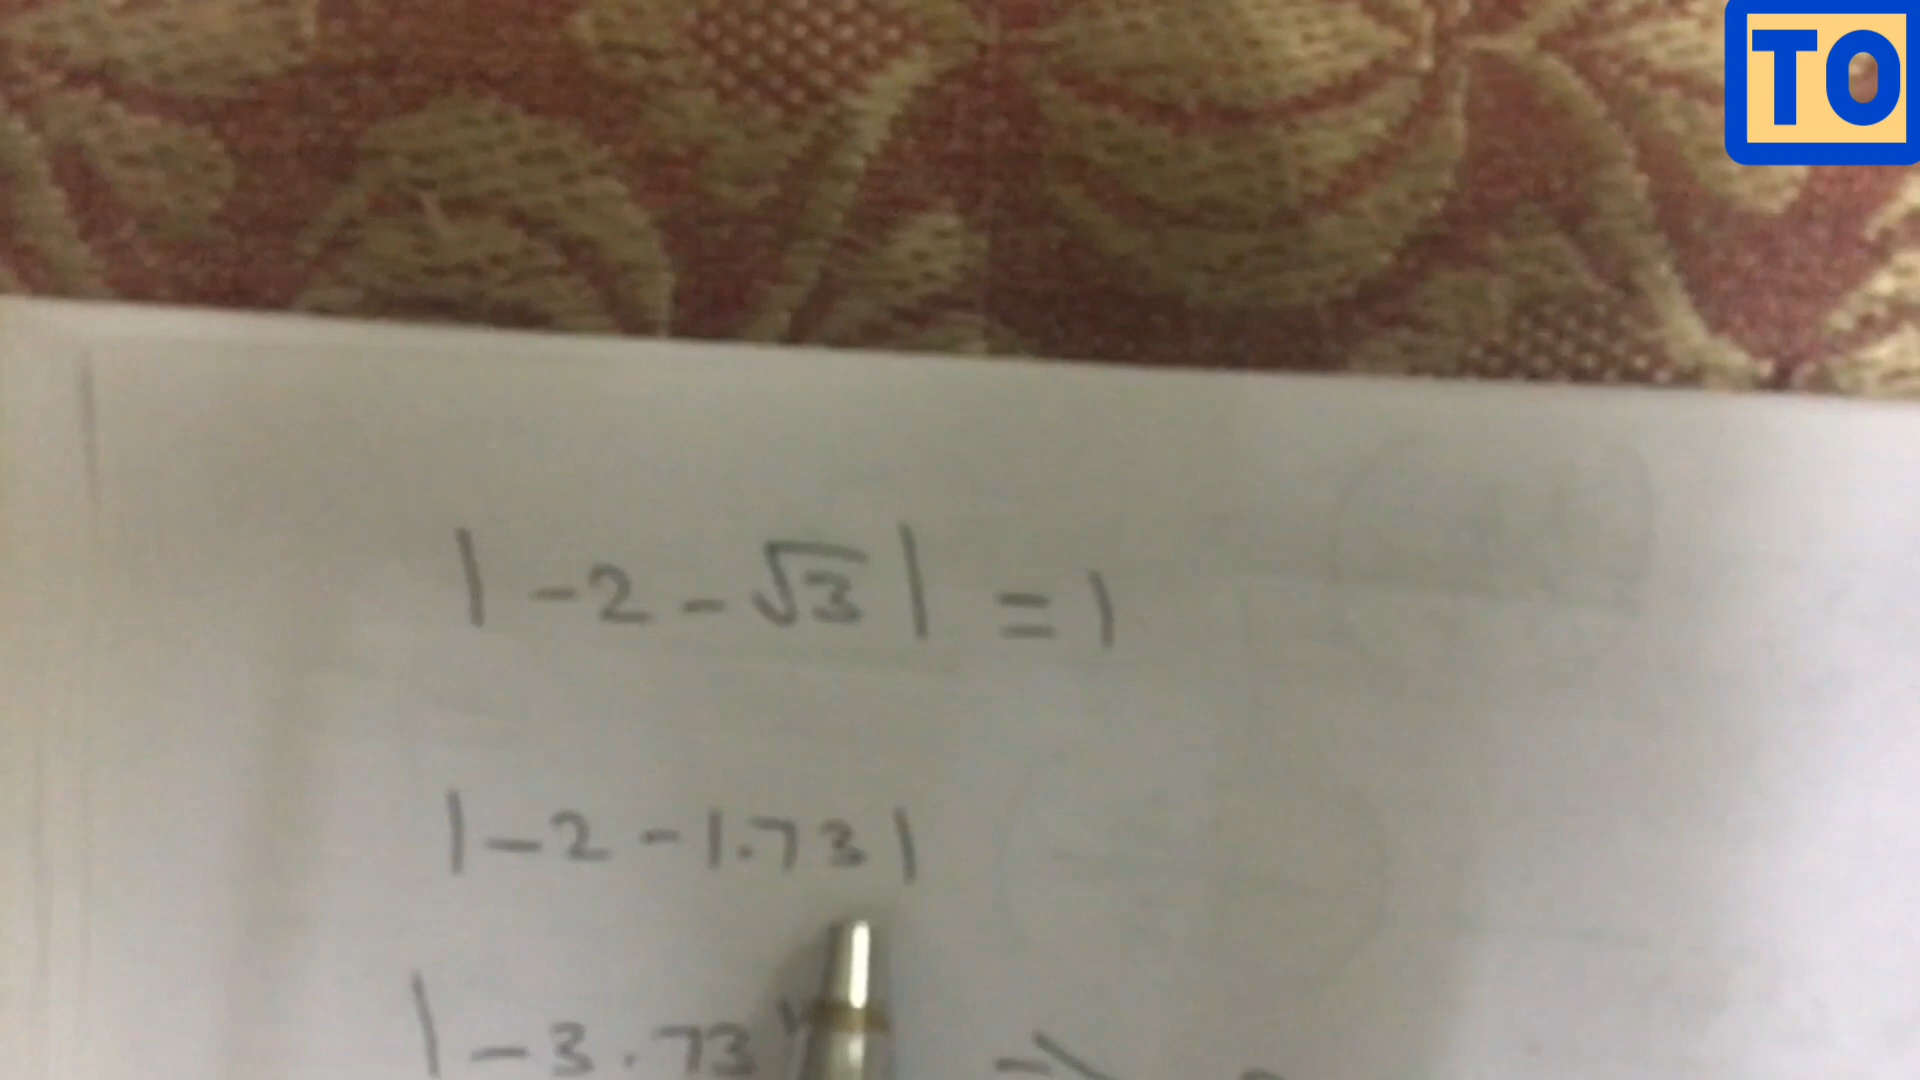 TO
|-2-√3| = 1
|-2-1.73|
|-3.73